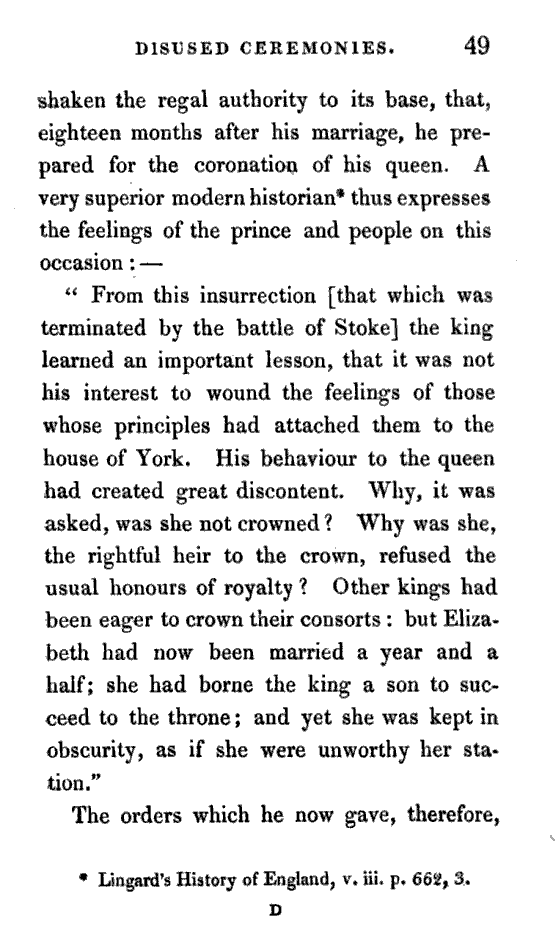 DISUSED CEREMONIES. 49
shaken the regal authority to its base, that,
eighteen months after his marriage, he pre-
pared for the coronation of his queen. A
very superior modern historian* thus expresses
the feelings of the prince and people on this
occasion :—
“ From this insurrection [that which was
terminated by the battle of Stoke] the king
learned an important lesson, that it was not
his interest to wound the feelings of those
whose principles had attached them to the
house of York. His behaviour to the queen
had created great discontent. Why, it was
asked, was she not crowned ? Why was she,
the rightful heir to the crown, refused the
usual honours of royalty ? Other kings had
been eager to crown their consorts : but Eliza-
beth had now been married a year and a
half; she had borne the king a son to suc-
ceed to the throne; and yet she was kept in
obscurity, as if she were unworthy her sta-
tion.”
The orders which he now gave, therefore,
* Lingard's History of England, v. iii. p. 662, 3.
D